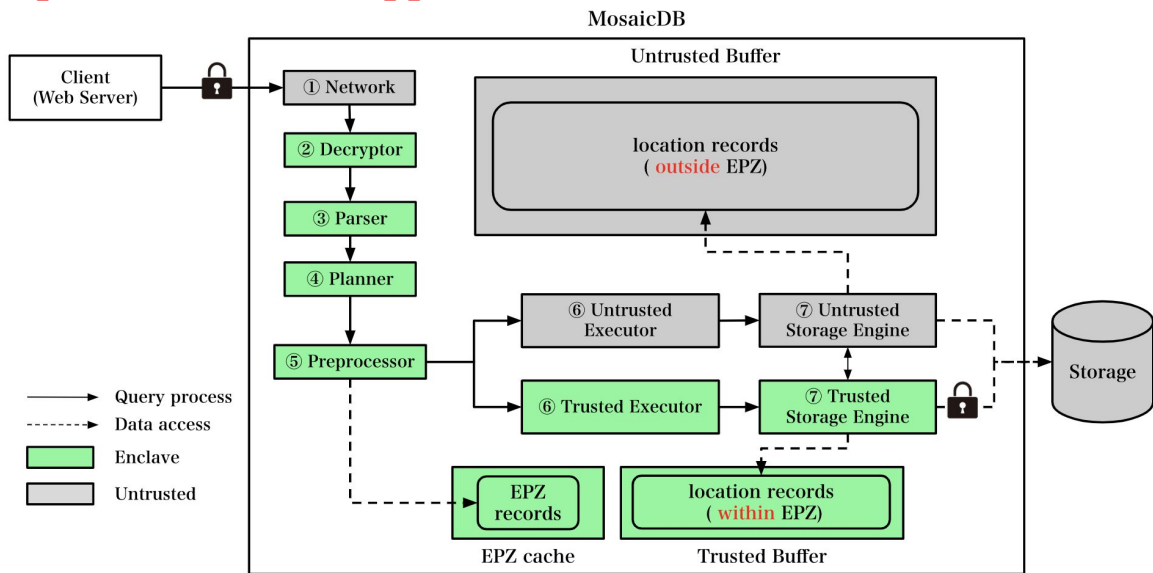 MosaicDB
Client
(Web Server)
① Network
② Decryptor
③ Parser
④ Planner
⑤ Preprocessor
Untrusted Buffer
location records
( outside EPZ)
⑥ Untrusted
Executor
⑦ Untrusted
Storage Engine
⑥ Trusted Executor
⑦ Trusted
Storage Engine
Storage
Query process
Data access
Enclave
Untrusted
EPZ
records
EPZ cache
location records
( within EPZ)
Trusted Buffer